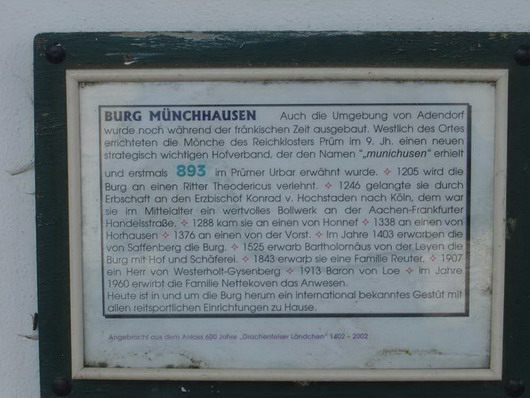 BURG MÜNCHHAUSEN Auch die Umgebung von Adendorf
wurde noch während der fränkischen Zeit ausgebaut. Westlich des Ortes
errichteten die Mönche des Reichklosters Prüm im 9. Jh. einen neuen
strategisch wichtigen Hofverband, der den Namen "„munichusen" erhielt
und erstmals 893 im Prümer Urbar erwähnt wurde. ✧ 1205 wird die
Burg an einen Ritter Theodericus verlehnt. ✧ 1246 gelangte sie durch
Erbschaft an den Erzbischof Konrad v. Hochstaden nach Köln, dem war
sie im Mittelalter ein wertvolles Bollwerk an der Aachen-Frankfurter
Handelsstraße. ✧ 1288 kam sie an einen von Honnef ✧ 1338 an einen von
Horhausen ✧ 1376 an von der Vorst. ✧ Im Jahre 1403 erwarben die
von Saffenberg die Burg. ✧ 1525 erwarb Bartholomäus von der Leyen die
Burg mit Hof und Schäferei. ✧ 1843 erwarb sie eine Familie Reuter. ✧ 1907
ein Herr von Westerholt-Gysenberg ✧ 1913 Baron von Loe ✧ Im Jahre
1960 erwirbt die Familie Nettekoven das Anwesen.
Heute ist in und um die Burg herum ein international bekanntes Gestüt mit
allen reitsportlichen Einrichtungen zu Hause.
Angebracht aus dem Anlass 600 Jahre „Drachenfelser Ländchen" 1402 - 2002